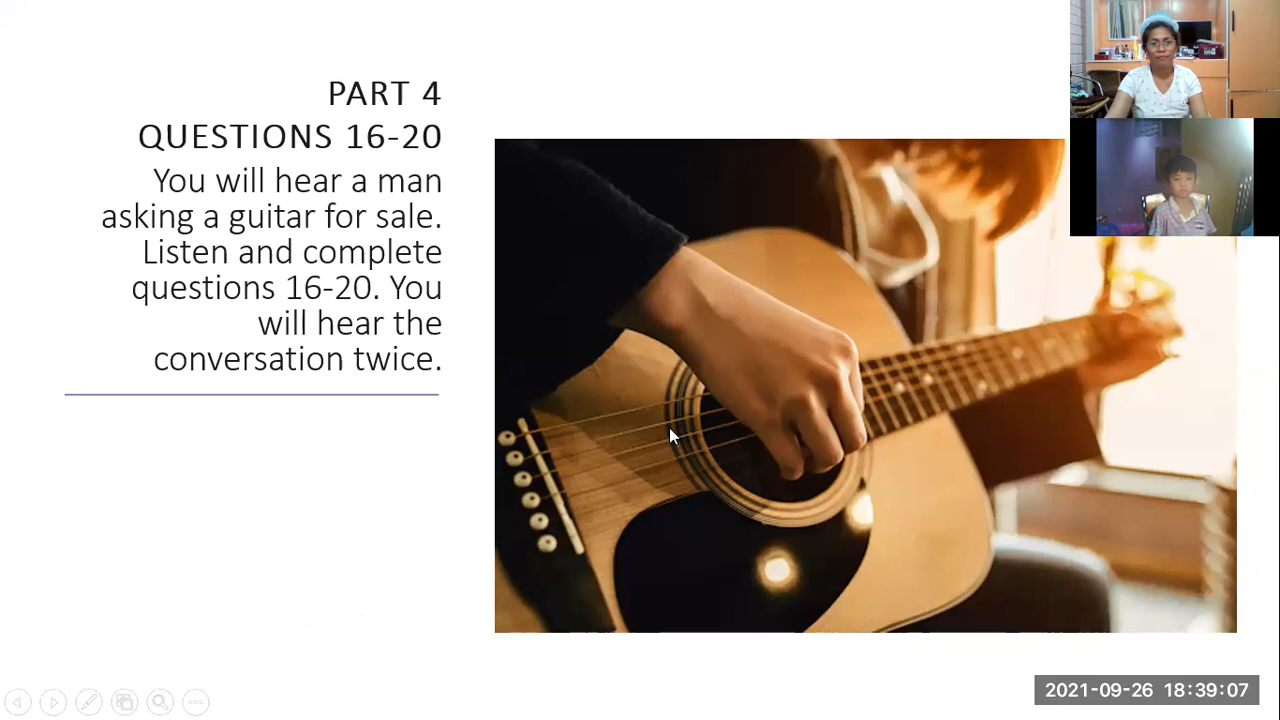 PART 4
QUESTIONS 16-20
You will hear a man
asking a guitar for sale.
Listen and complete
questions 16-20. You
will hear the
conversation twice.
2021-09-26 18:39:07